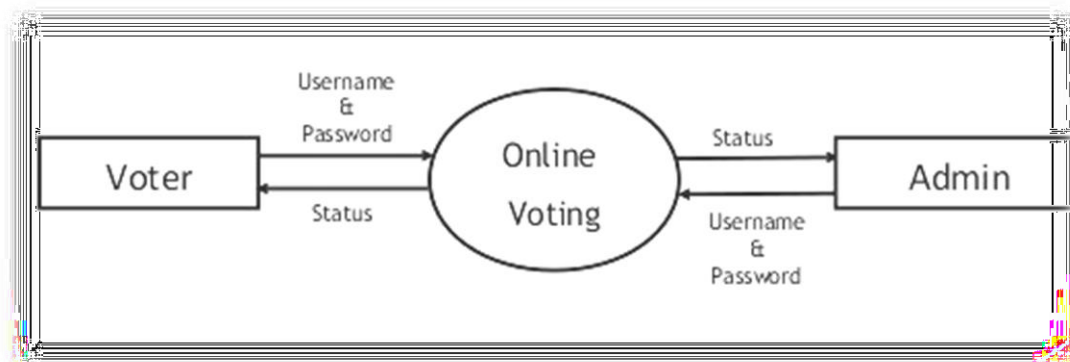 Username
&
Password
Voter
Status
Online
Voting
Status
Username
&
Password
Admin